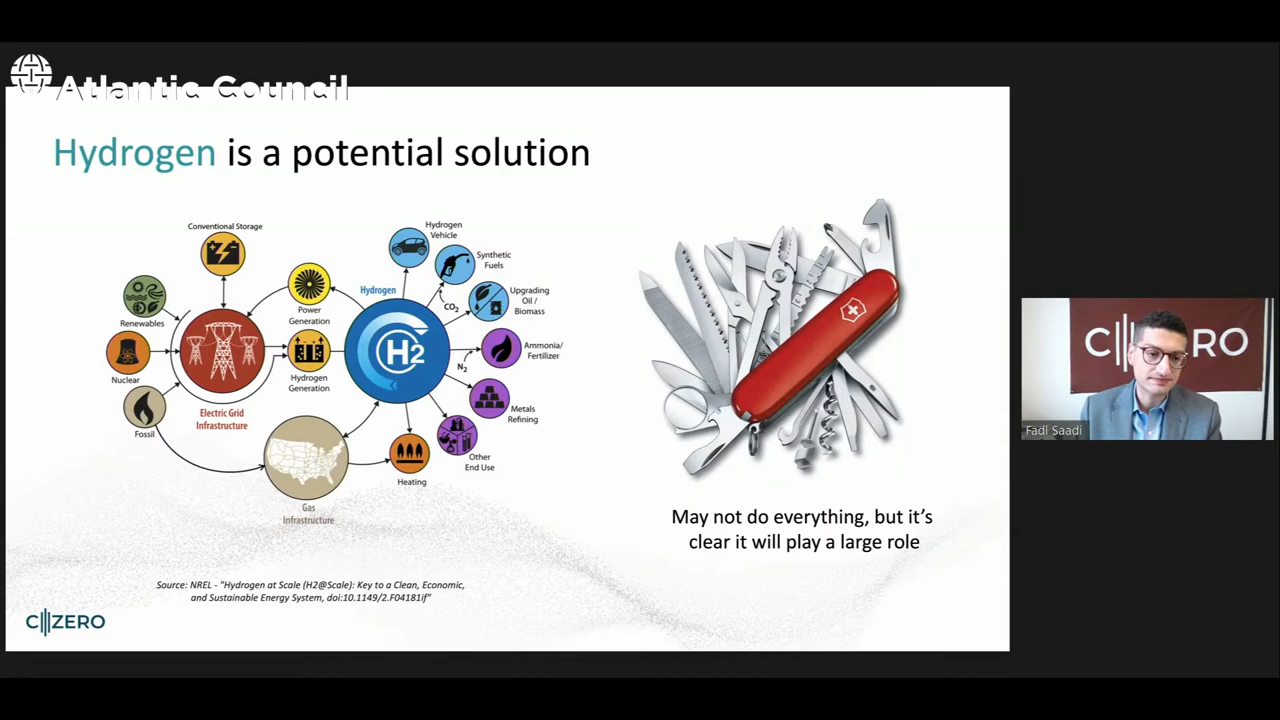 Atlantic Council
Hydrogen is a potential solution
Conventional Storage
Renewables
Nuclear
Fossil
Electric Grid
Infrastructure
Power
Generation
Hydrogen
Generation
Gas
Infrastructure
Hydrogen
H2
Hydrogen
Vehicle
Synthetic
Fuels
CO2
Upgrading
Oil /
Biomass
N2
Ammonia/
Fertilizer
Metals
Refining
Other
End Use
Heating
May not do everything, but it's
clear it will play a large role
Source: NREL - "Hydrogen at Scale (H2@Scale): Key to a Clean, Economic,
and Sustainable Energy System, doi:10.1149/2.F04181if"
C|||ZERO
C RO
Fadl Saadi